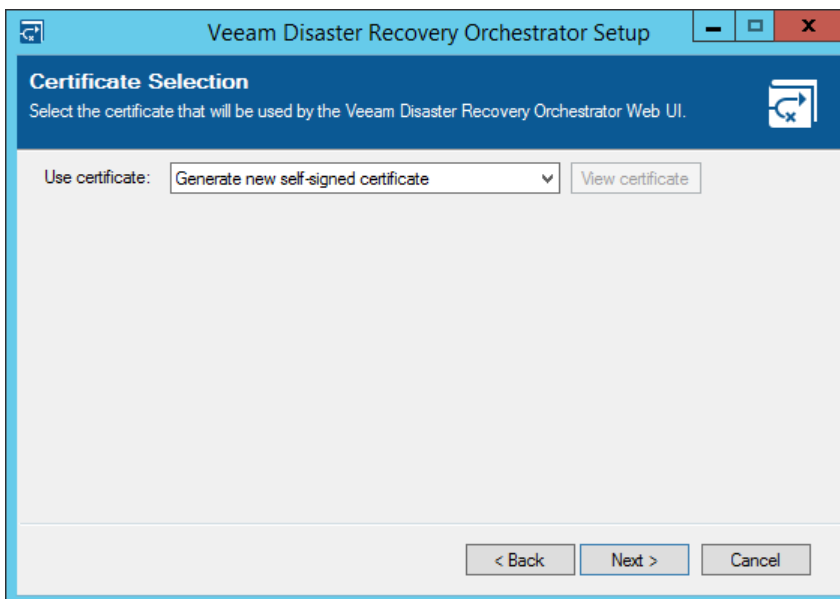 Veeam Disaster Recovery Orchestrator Setup
Certificate Selection
Select the certificate that will be used by the Veeam Disaster Recovery Orchestrator Web UI.
Use certificate: Generate new self-signed certificate View certificate
< Back Next > Cancel